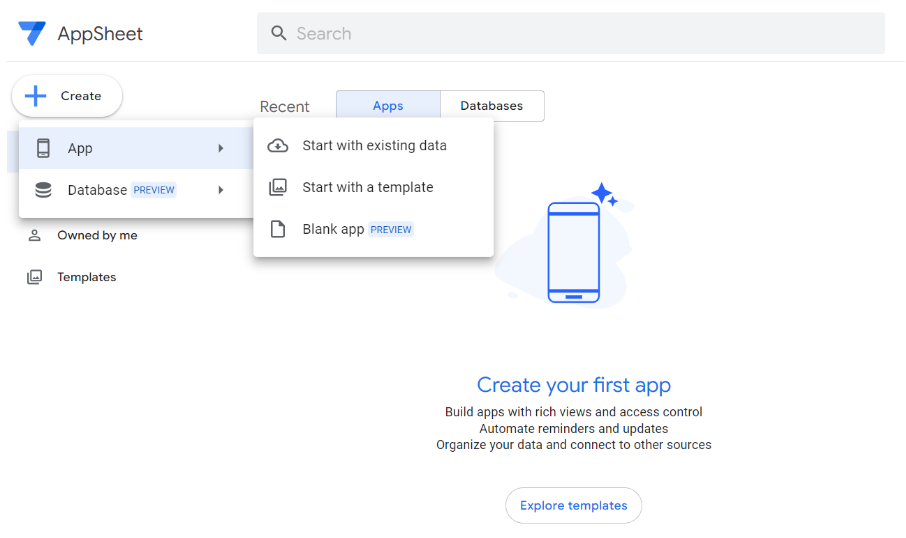 AppSheet
Search
Create
Recent
Apps
Databases
App
Database PREVIEW
Start with existing data
Start with a template
Blank app PREVIEW
Owned by me
Templates
Create your first app
Build apps with rich views and access control
Automate reminders and updates
Organize your data and connect to other sources
Explore templates